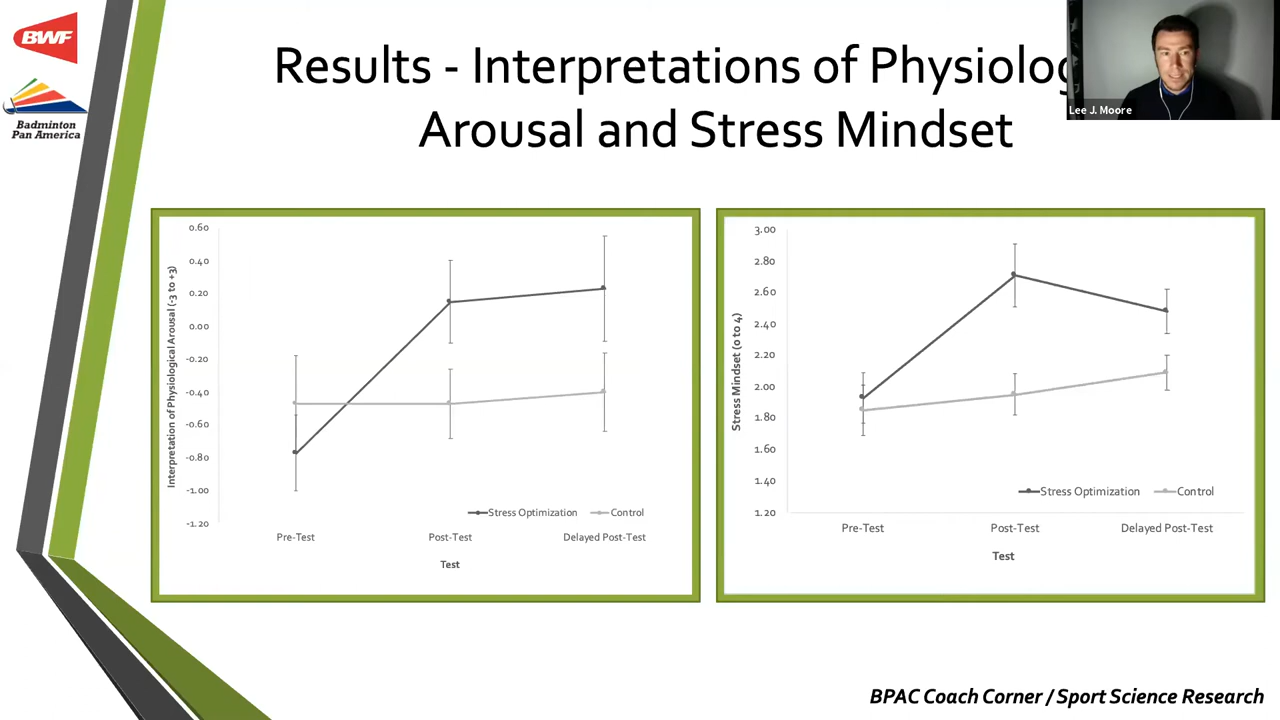 BWF
Badminton
Pan America
Results - Interpretations of Physiolog
Arousal and Stress Mindset
Lee J. Moore
Interpretation of Physiological Arousal (-3 to +3)
0.60
0.40
0.20
0.00
-0.20
-0.40
-0.60
-0.80
-1.00
-1.20
Stress Optimization
Control
Pre-Test
Post-Test
Delayed Post-Test
Test
Stress Mindset (0 to 4)
3.00
2.80
2.60
2.40
2.20
2.00
1.80
1.60
1.40
1.20
Stress Optimization
Control
Pre-Test
Post-Test
Delayed Post-Test
Test
BPAC Coach Corner / Sport Science Research